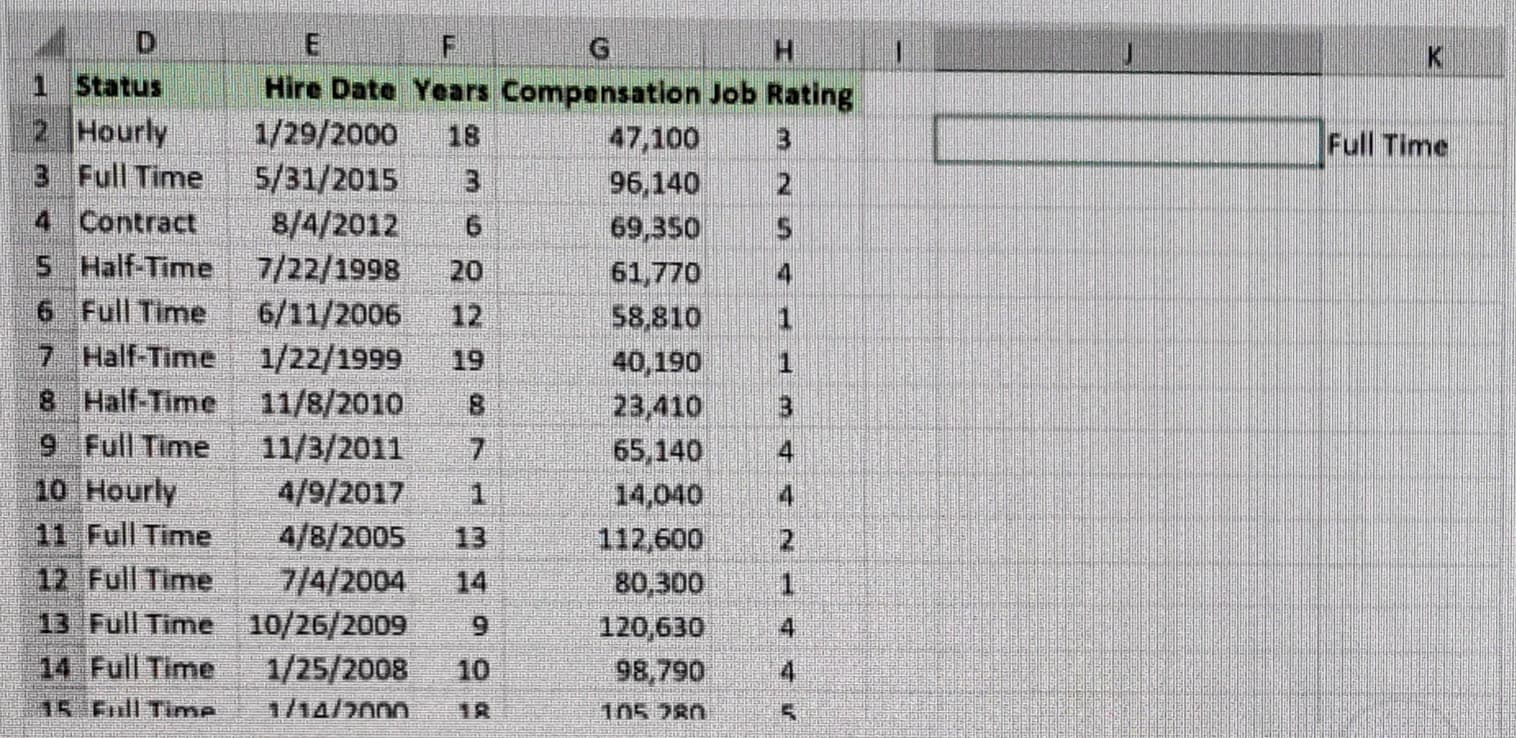 D E F G H I J K
1 Status Hire Date Years Compensation Job Rating
2 Hourly 1/29/2000 18 47,100 3 Full Time
3 Full Time 5/31/2015 3 96,140 2
4 Contract 8/4/2012 6 69,350 5
5 Half-Time 7/22/1998 20 61,770 4
6 Full Time 6/11/2006 12 58,810 1
7 Half-Time 1/22/1999 19 40,190 1
8 Half-Time 11/8/2010 8 23,410 3
9 Full Time 11/3/2011 7 65,140 4
10 Hourly 4/9/2017 1 14,040 4
11 Full Time 4/8/2005 13 112,600 2
12 Full Time 7/4/2004 14 80,300 1
13 Full Time 10/26/2009 9 120,630 4
14 Full Time 1/25/2008 10 98,790 4
15 Full Time 1/14/2000 18 105,280 5